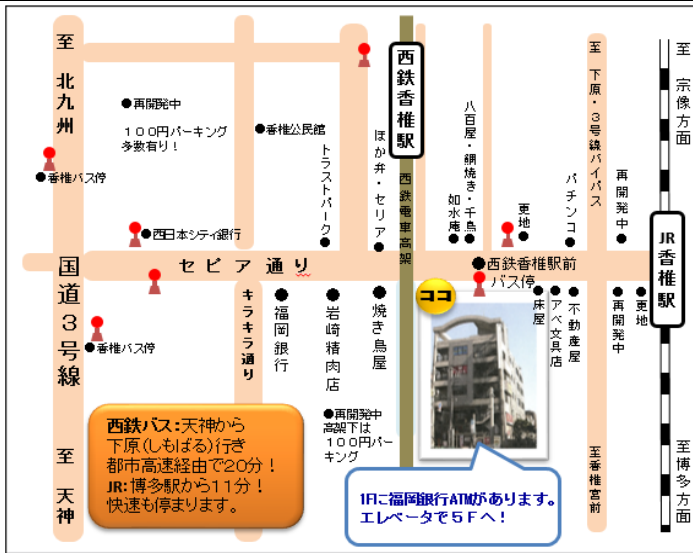 至 北九州
●再開発中
100円パーキング
多数有り！
●香椎公民館
トラストパーク
ほか弁・セリア
西鉄香椎駅
西鉄電車高架
八百屋・鯛焼き・千鳥
如水庵
更地
パチンコ
至 下原・3号線バイパス
再開発中
至 宗像方面
●香椎バス停
●西日本シティ銀行
セピア通り
●西鉄香椎駅前
バス停
JR香椎駅
国道3号線
●香椎バス停
キラキラ通り
福岡銀行
岩崎精肉店
焼き鳥屋
ココ
床屋
アベ文具店
不動産屋
再開発中
更地
●再開発中
高架下は
100円パー
キング
西鉄バス：天神から
下原(しもばる)行き
都市高速経由で20分！
JR：博多駅から11分！
快速も停まります。
1Fに福岡銀行ATMがあります。
エレベータで5Fへ！
至 天神
至香椎宮前
至博多方面